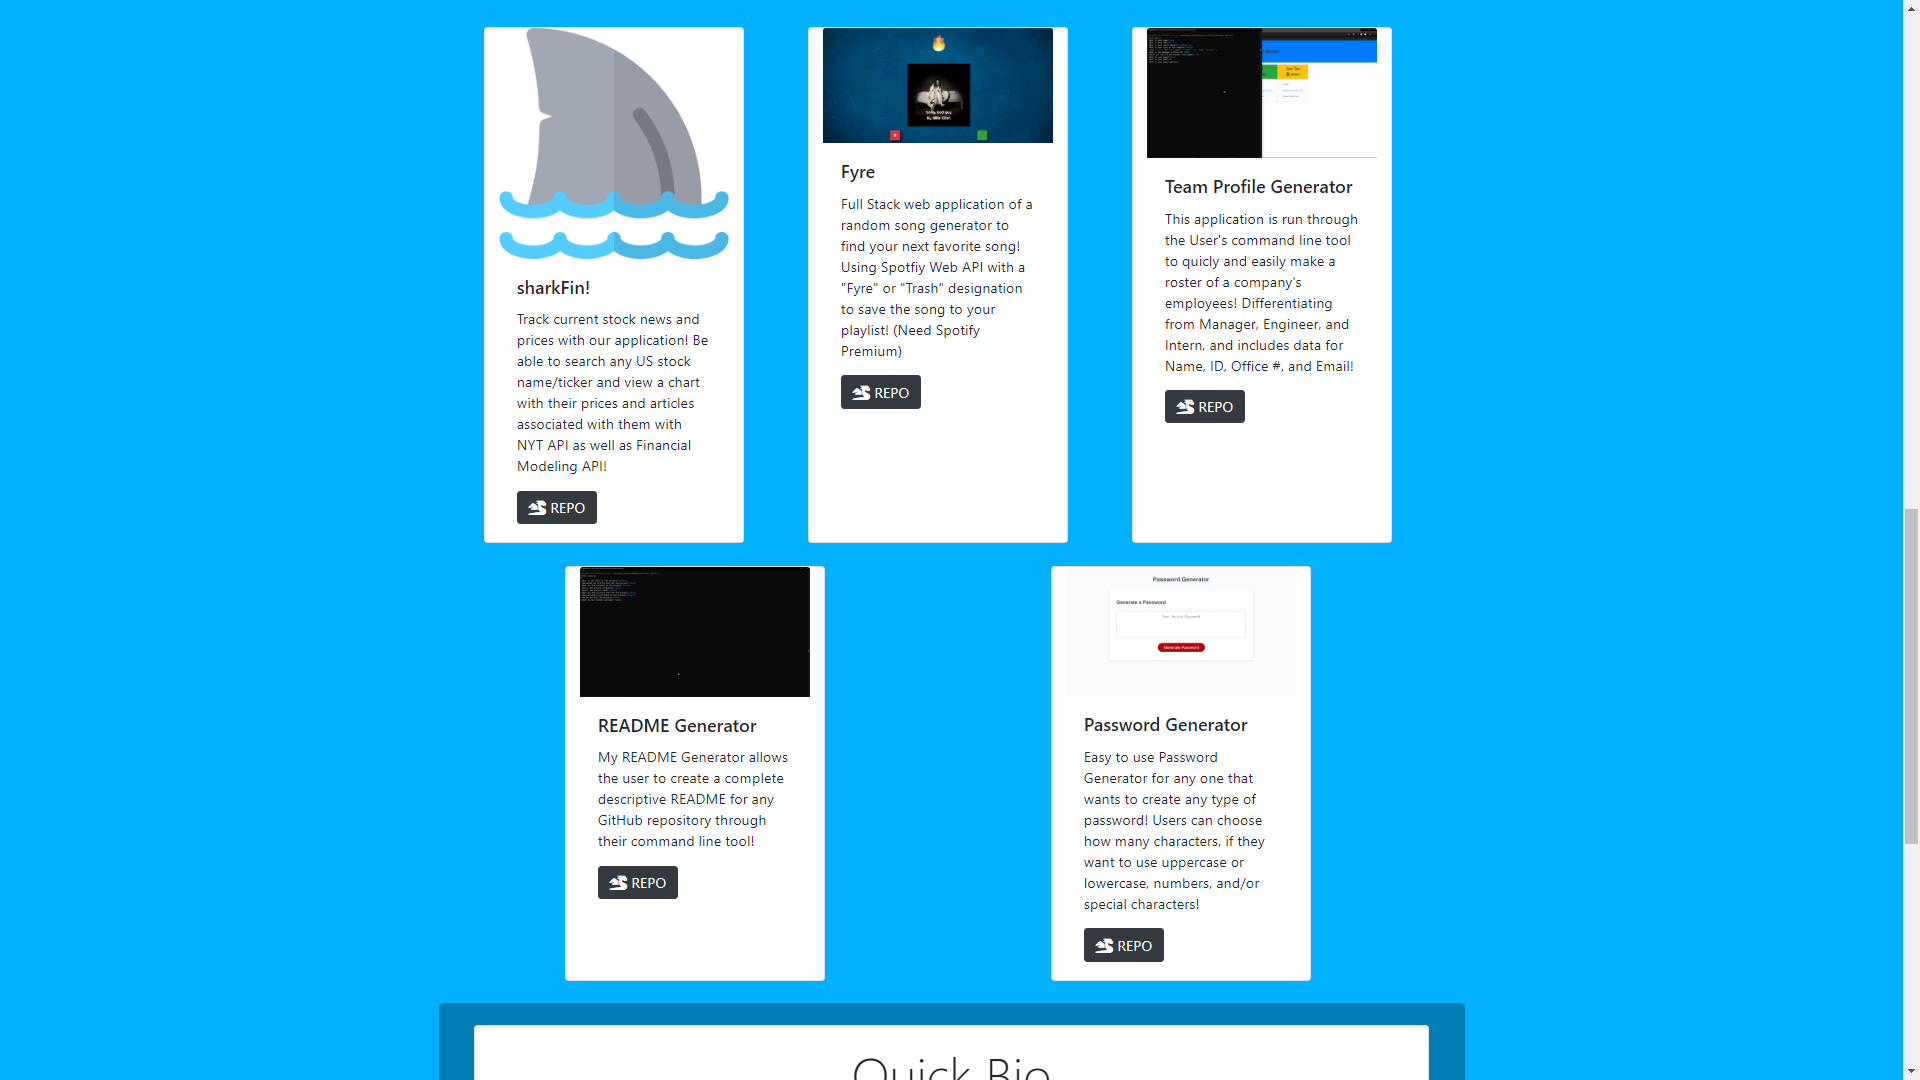 sharkFin!
Track current stock news and
prices with our application! Be
able to search any US stock
name/ticker and view a chart
with their prices and articles
associated with them with
NYT API as well as Financial
Modeling API!
REPO
Fyre
Full Stack web application of a
random song generator to
find your next favorite song!
Using Spotfiy Web API with a
"Fyre" or "Trash" designation
to save the song to your
playlist! (Need Spotify
Premium)
REPO
Team Profile Generator
This application is run through
the User's command line tool
to quicly and easily make a
roster of a company's
employees! Differentiating
from Manager, Engineer, and
Intern, and includes data for
Name, ID, Office #, and Email!
REPO
README Generator
My README Generator allows
the user to create a complete
descriptive README for any
GitHub repository through
their command line tool!
REPO
Password Generator
Generate a Password
Your Secure Password
Generate Password
Password Generator
Easy to use Password
Generator for any one that
wants to create any type of
password! Users can choose
how many characters, if they
want to use uppercase or
lowercase, numbers, and/or
special characters!
REPO
Quick Bio